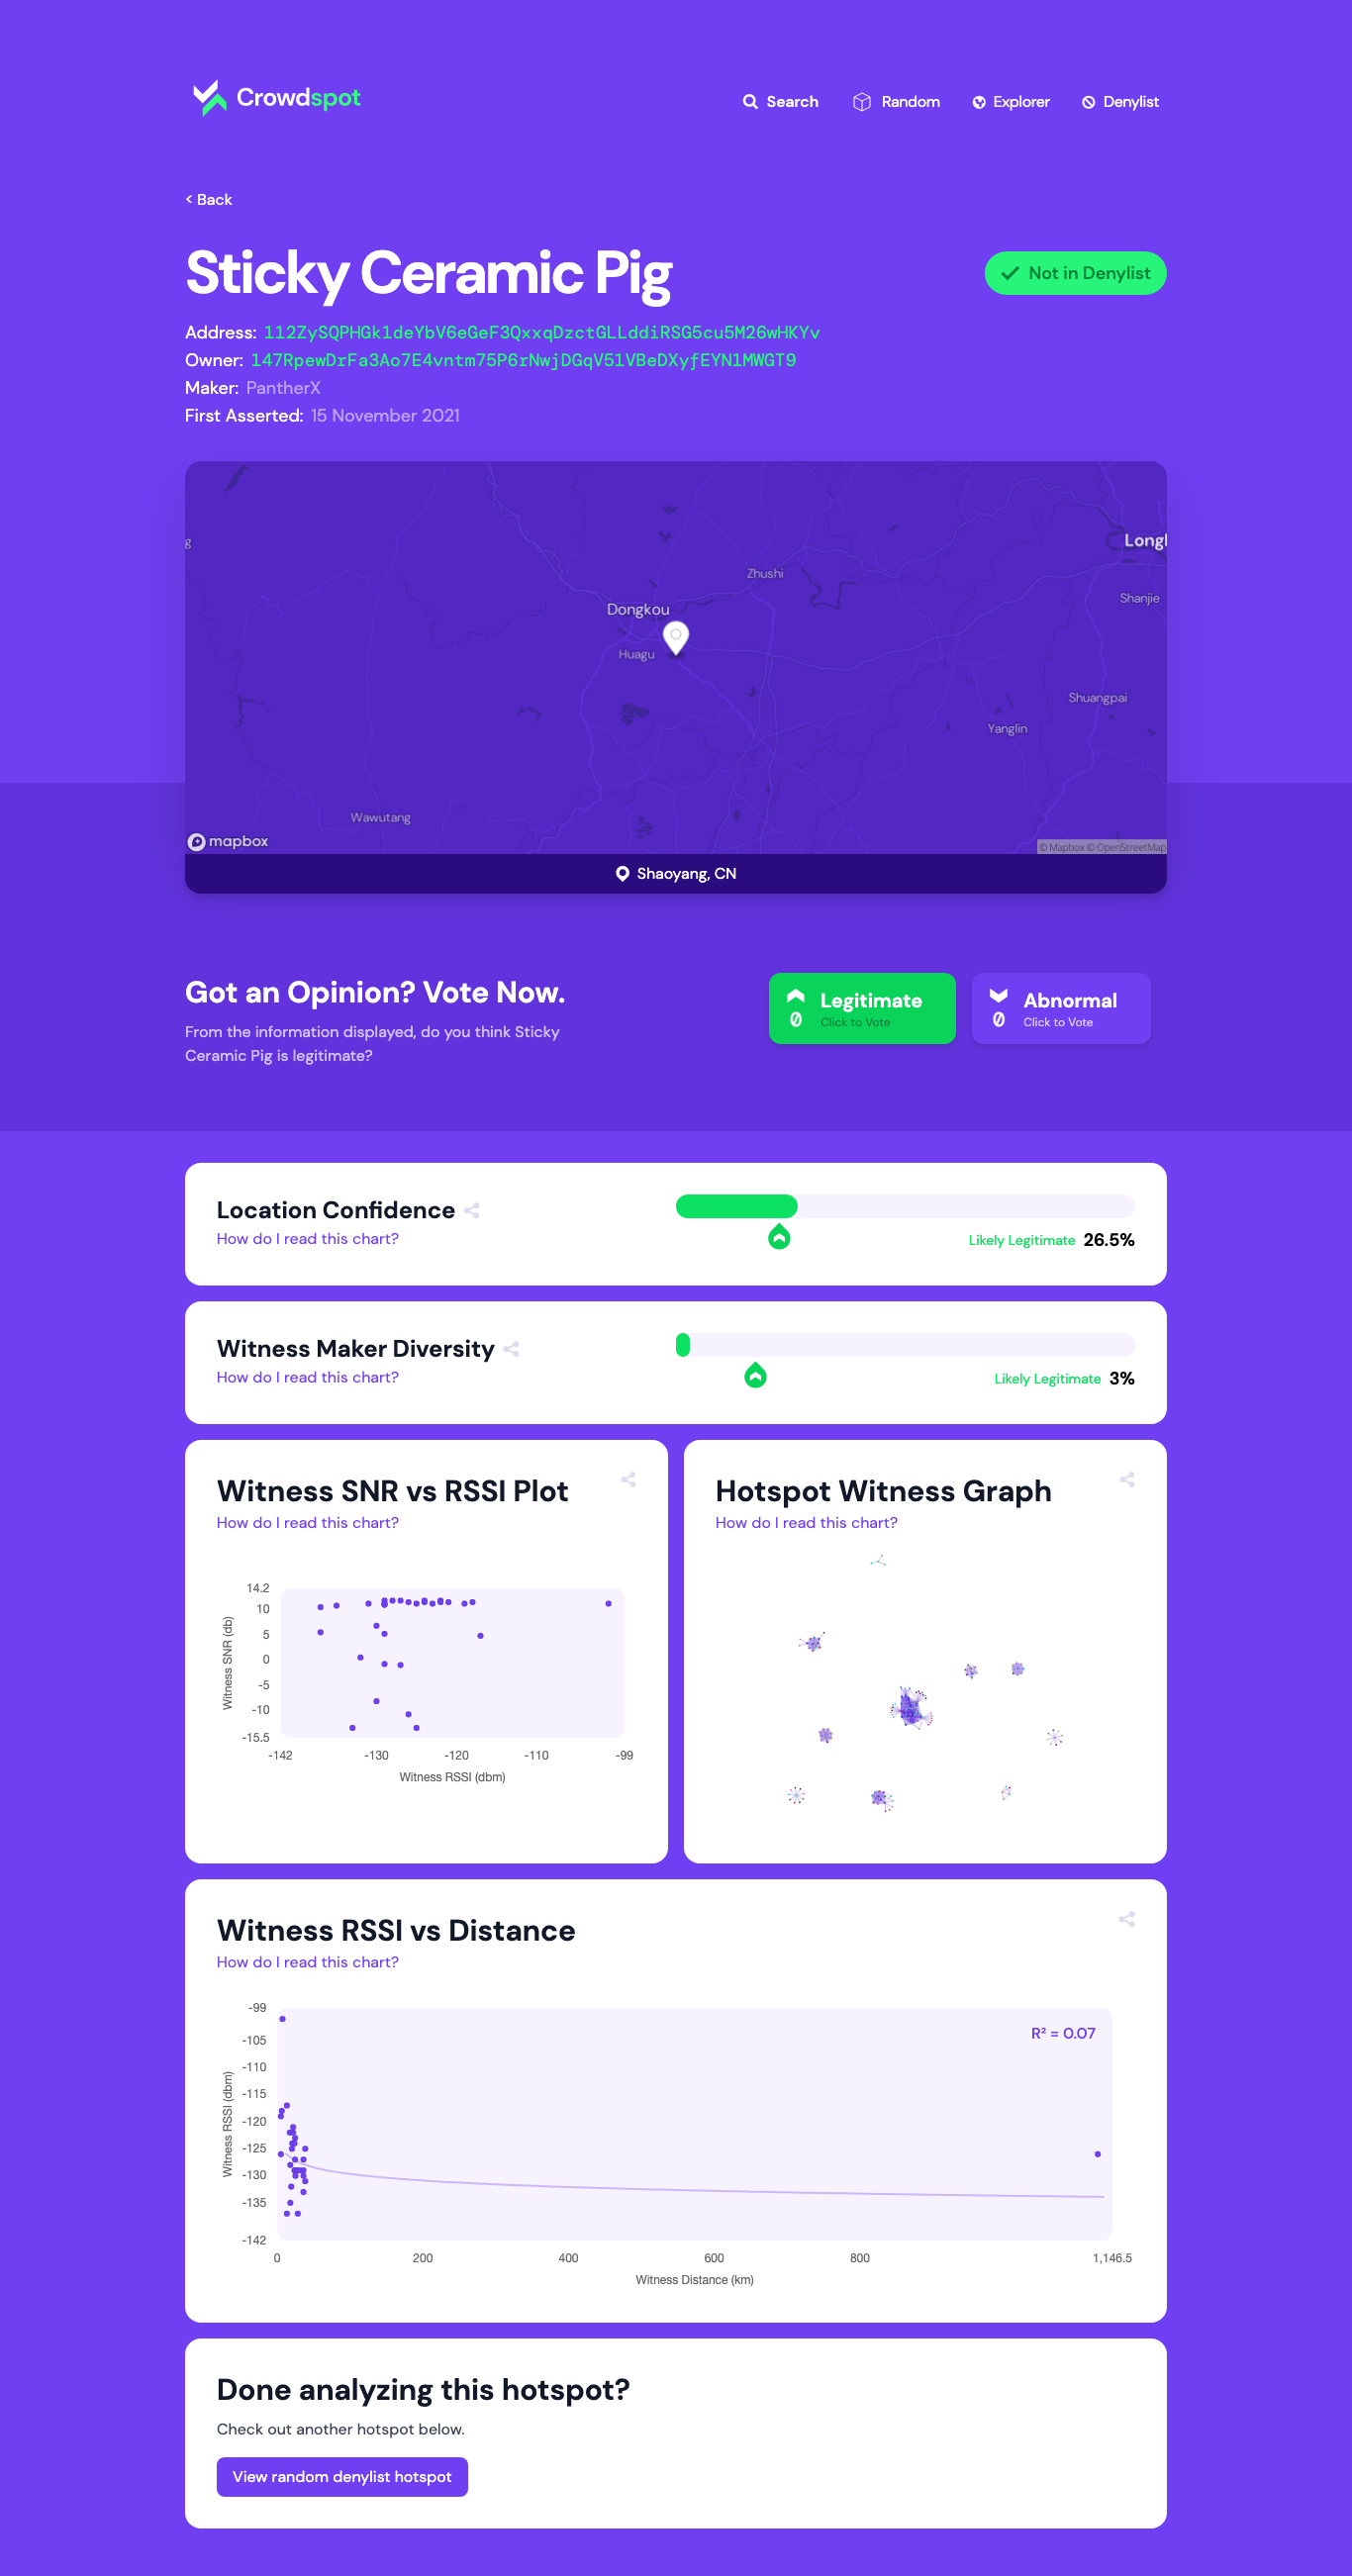 Crowdspot
Search
Random
Explorer
Denylist
< Back
Sticky Ceramic Pig
Not in Denylist
Address: 112ZySQPHGk1deYbV6eGeF3QxxqDzctGLLddiRSG5cu5M26wHKYv
Owner: 147RpewDrFa3Ao7E4vntm75P6rNwjDGqV51VBeDXyfEYN1MWGT9
Maker: PantherX
First Asserted: 15 November 2021
g
Longl
Zhushi
Shanjie
Dongkou
Huagu
Shuangpai
Yanglin
Wawutang
mapbox
© Mapbox © OpenStreetMap
Shaoyang, CN
Got an Opinion? Vote Now.
From the information displayed, do you think Sticky
Ceramic Pig is legitimate?
Legitimate
0
Click to Vote
Abnormal
0
Click to Vote
Location Confidence
How do I read this chart?
Likely Legitimate 26.5%
Witness Maker Diversity
How do I read this chart?
Likely Legitimate 3%
Witness SNR vs RSSI Plot
How do I read this chart?
14.2
10
5
0
-5
-10
-15.5
Witness SNR (db)
-142
-130
-120
-110
-99
Witness RSSI (dbm)
Hotspot Witness Graph
How do I read this chart?
Witness RSSI vs Distance
How do I read this chart?
R² = 0.07
-99
-105
-110
-115
-120
-125
-130
-135
-142
Witness RSSI (dbm)
0
200
400
600
800
1,146.5
Witness Distance (km)
Done analyzing this hotspot?
Check out another hotspot below.
View random denylist hotspot